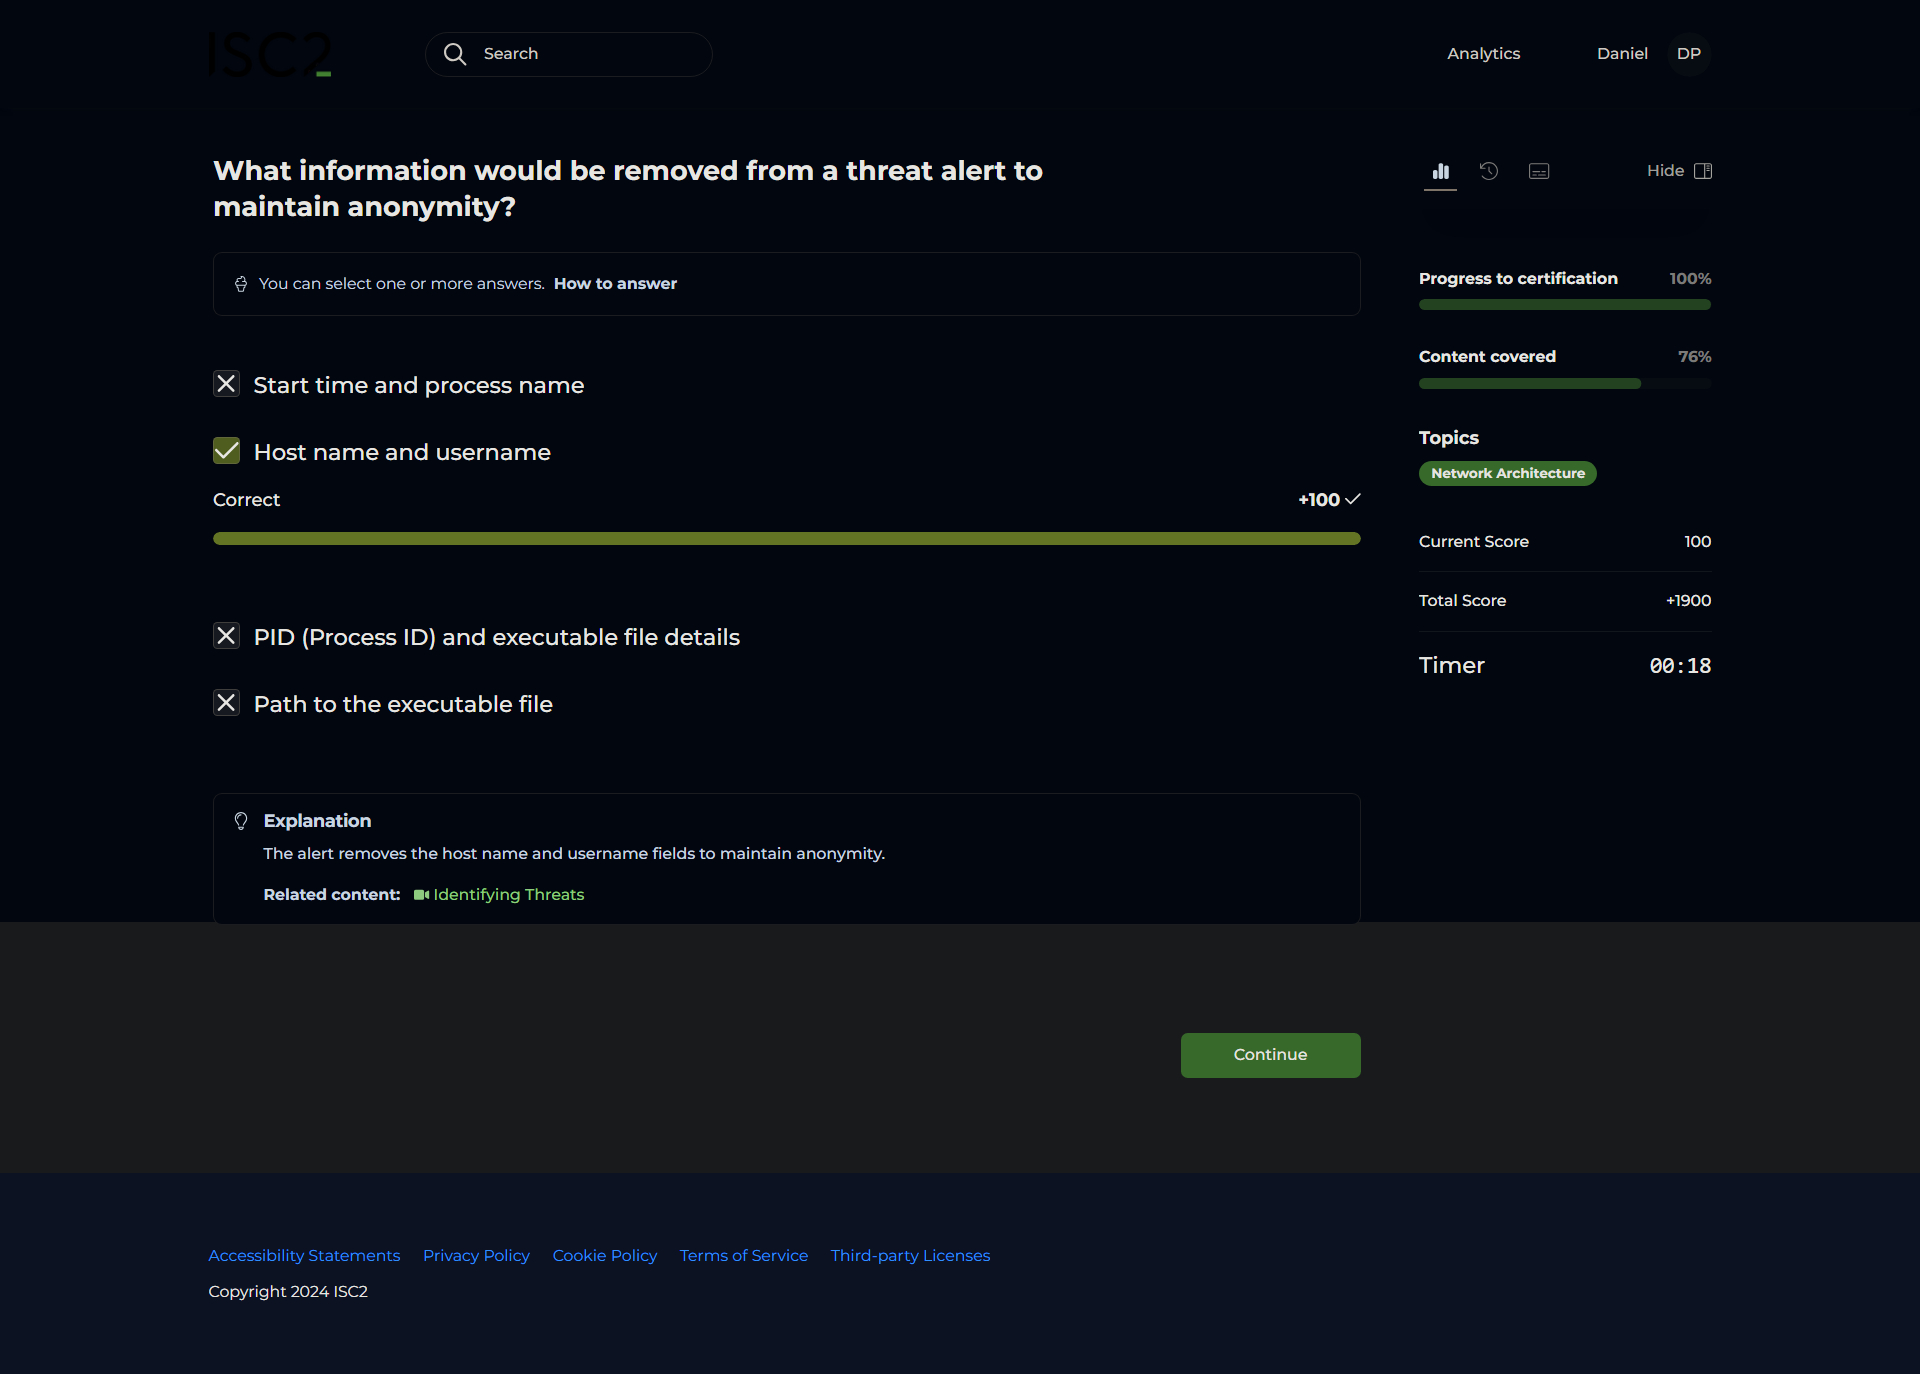 ISC2
Search
Analytics
Daniel
DP
What information would be removed from a threat alert to
maintain anonymity?
You can select one or more answers. How to answer
Start time and process name
Host name and username
Correct
+100
PID (Process ID) and executable file details
Path to the executable file
Explanation
The alert removes the host name and username fields to maintain anonymity.
Related content: Identifying Threats
Hide
Progress to certification 100%
Content covered 76%
Topics
Network Architecture
Current Score 100
Total Score +1900
Timer 00:18
Continue
Accessibility Statements Privacy Policy Cookie Policy Terms of Service Third-party Licenses
Copyright 2024 ISC2